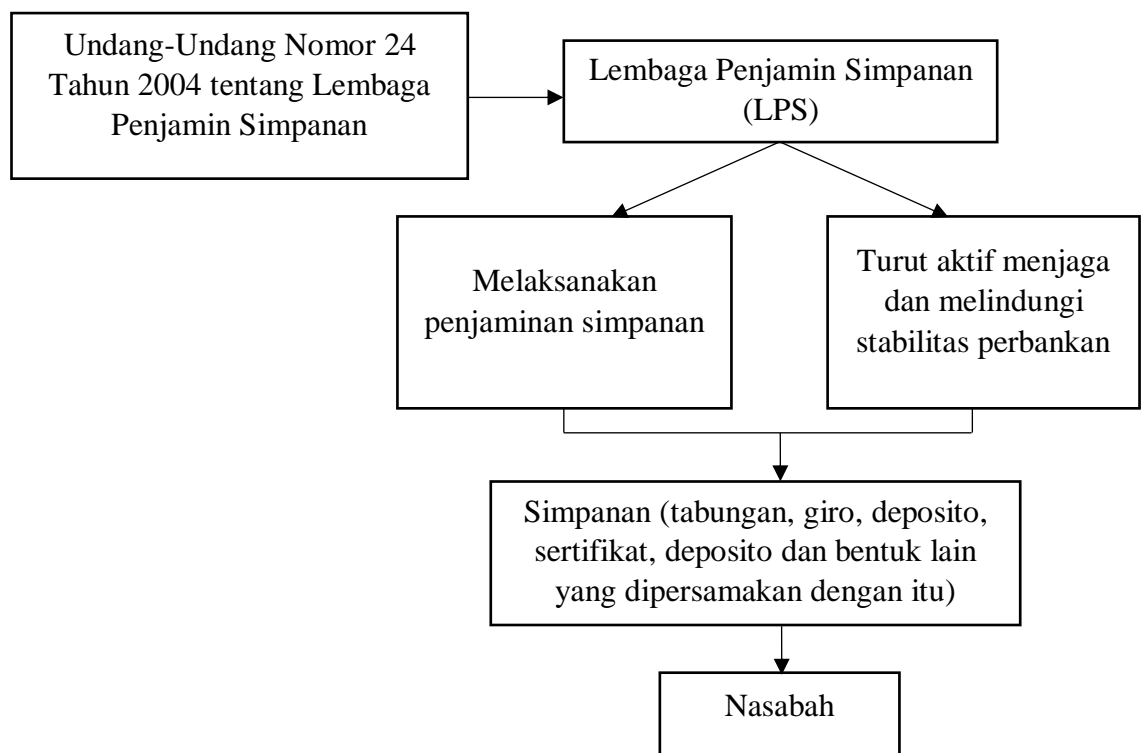 Undang-Undang Nomor 24
Tahun 2004 tentang Lembaga
Penjamin Simpanan
Lembaga Penjamin Simpanan
(LPS)
Melaksanakan
penjaminan simpanan
Turut aktif menjaga
dan melindungi
stabilitas perbankan
Simpanan (tabungan, giro, deposito,
sertifikat, deposito dan bentuk lain
yang dipersamakan dengan itu)
Nasabah